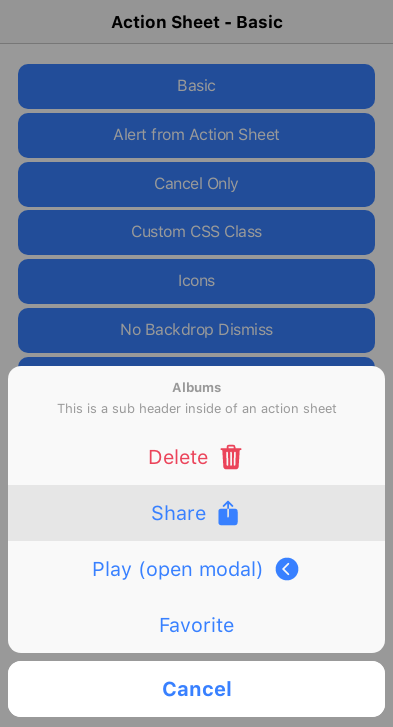 Action Sheet - Basic
Basic
Alert from Action Sheet
Cancel Only
Custom CSS Class
Icons
No Backdrop Dismiss
Albums
This is a sub header inside of an action sheet
Delete
Share
Play (open modal)
Favorite
Cancel